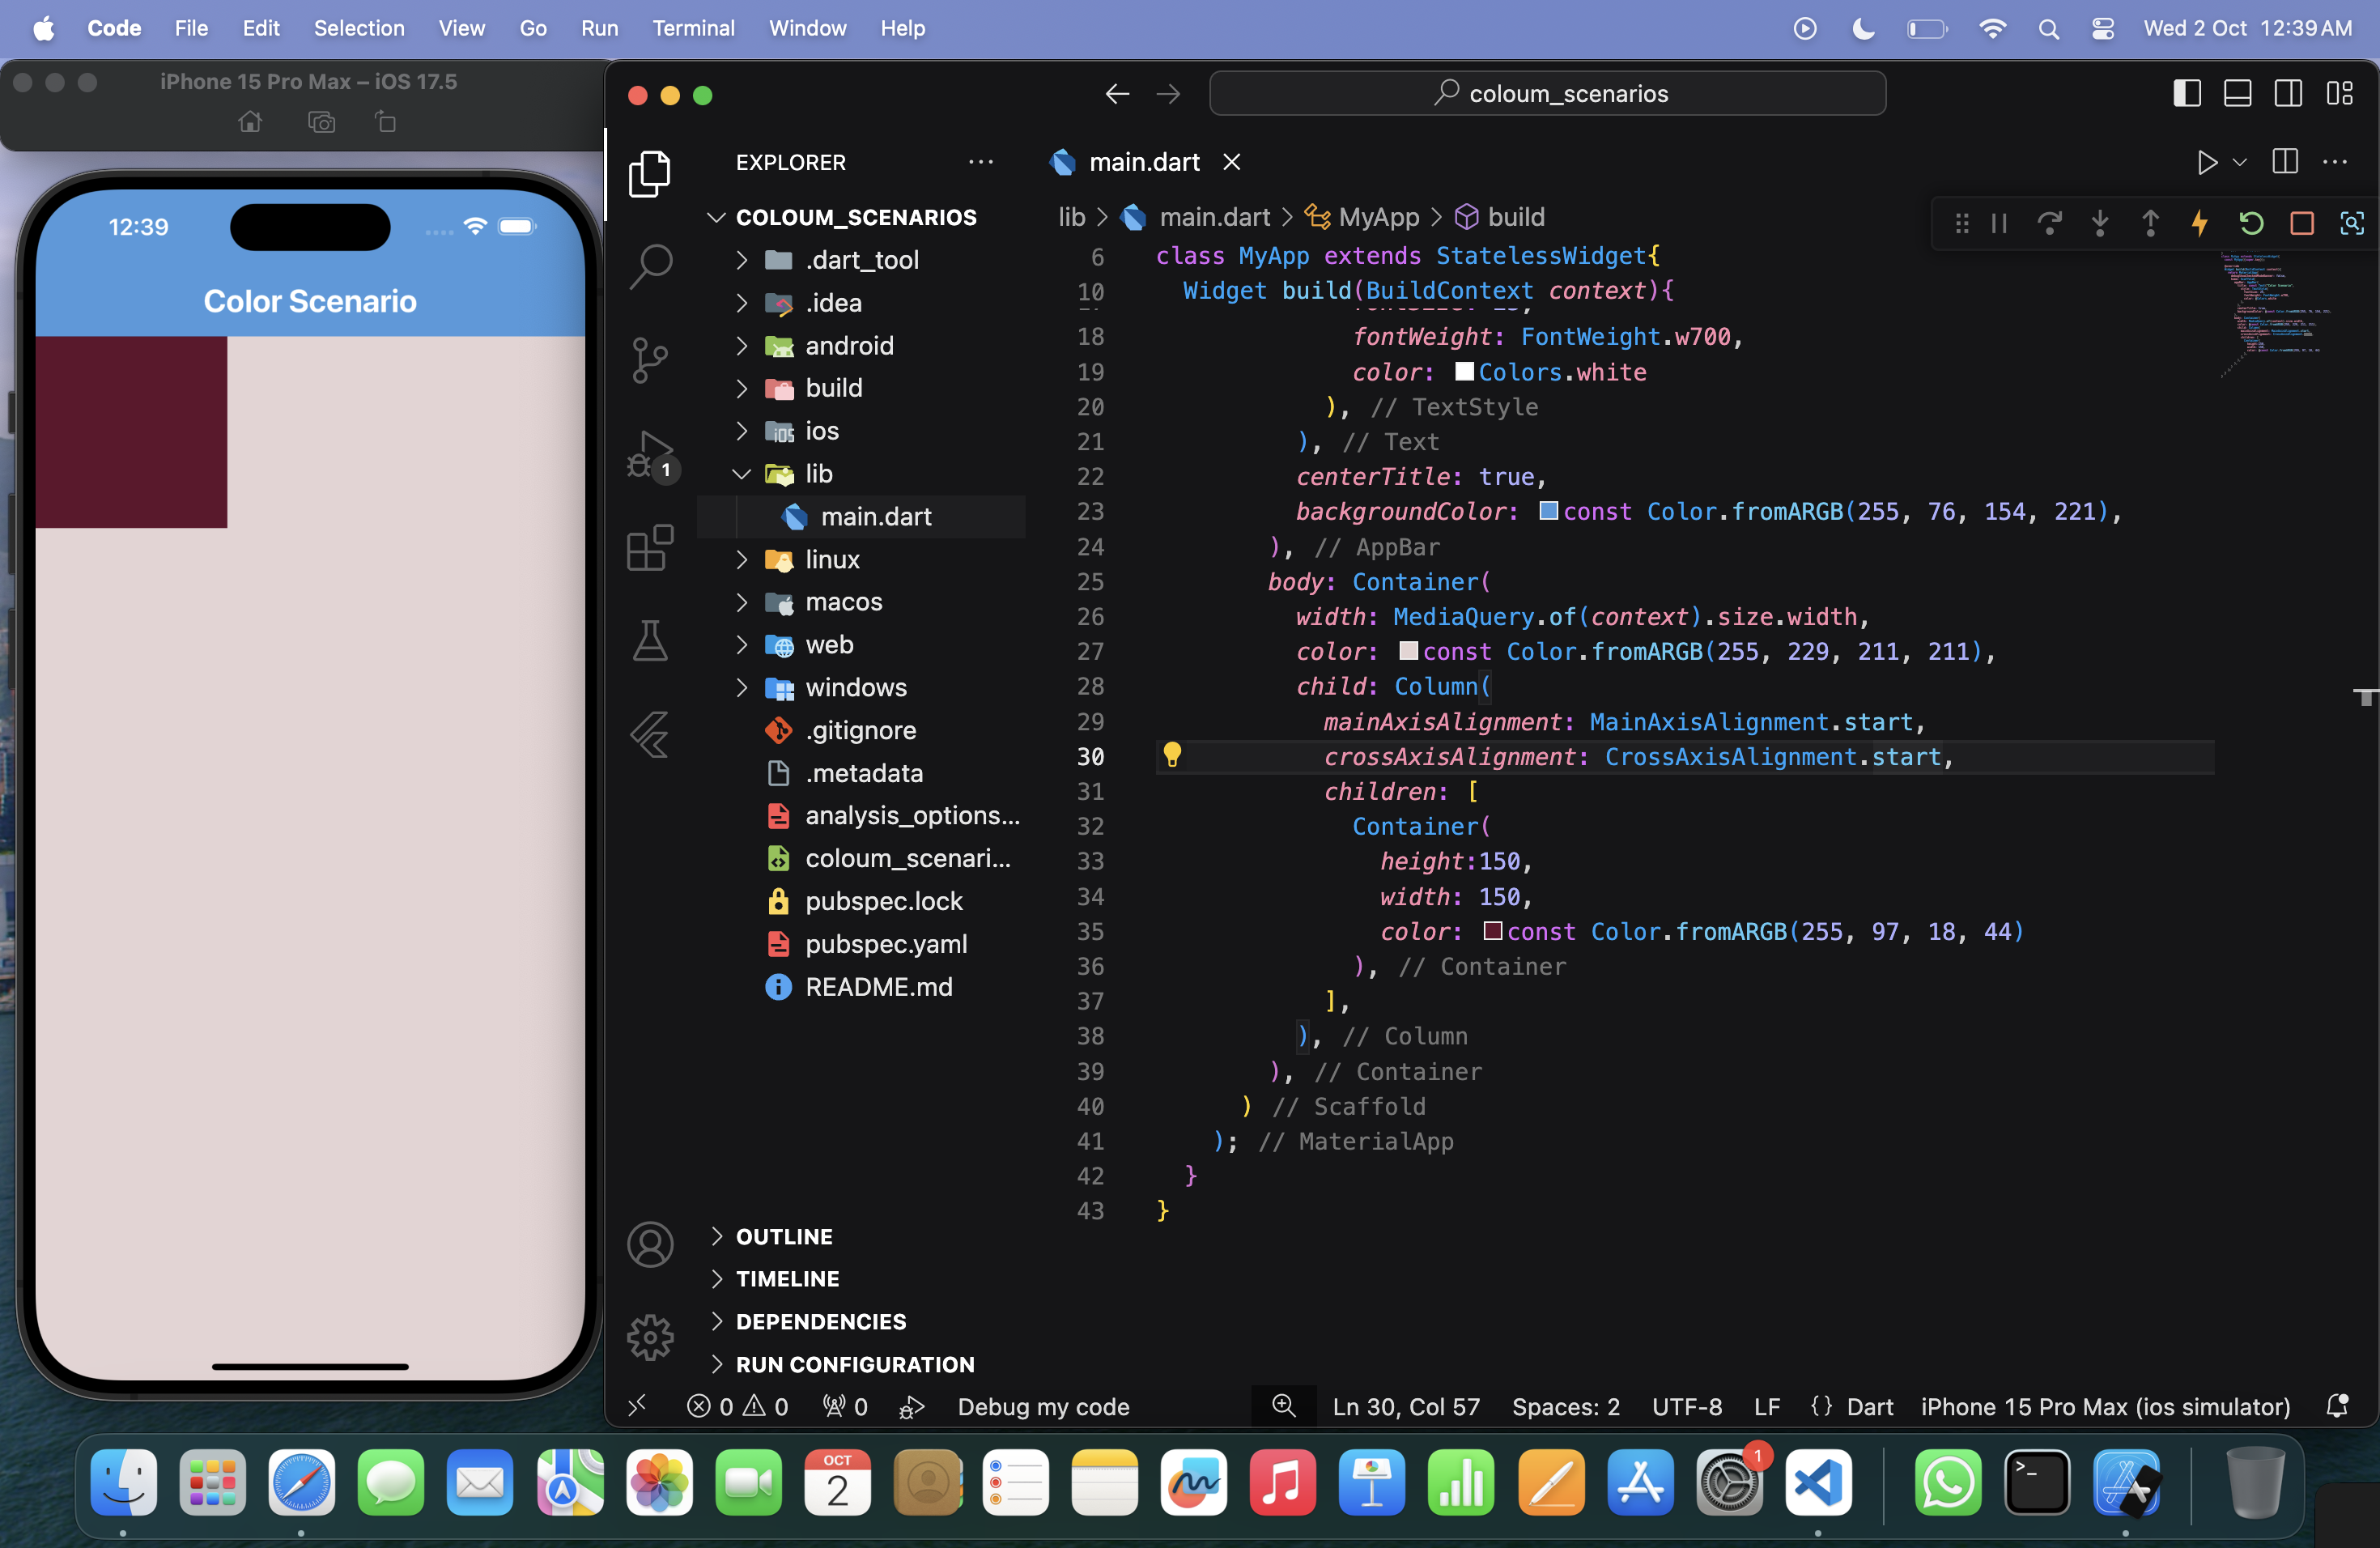 Code File Edit Selection View Go Run Terminal Window Help
Wed 2 Oct 12:39 AM
iPhone 15 Pro Max – iOS 17.5
12:39
Color Scenario
coloum_scenarios
EXPLORER
COLOUM_SCENARIOS
.dart_tool
.idea
android
build
ios
lib
main.dart
linux
macos
web
windows
.gitignore
.metadata
analysis_options...
coloum_scenari...
pubspec.lock
pubspec.yaml
README.md
OUTLINE
TIMELINE
DEPENDENCIES
RUN CONFIGURATION
1
main.dart
lib > main.dart > MyApp > build
6 class MyApp extends StatelessWidget{
10 Widget build(BuildContext context){
18 fontWeight: FontWeight.w700,
19 color: Colors.white
20 ), // TextStyle
21 ), // Text
22 centerTitle: true,
23 backgroundColor: const Color.fromARGB(255, 76, 154, 221),
24 ), // AppBar
25 body: Container(
26 width: MediaQuery.of(context).size.width,
27 color: const Color.fromARGB(255, 229, 211, 211),
28 child: Column(
29 mainAxisAlignment: MainAxisAlignment.start,
30 crossAxisAlignment: CrossAxisAlignment.start,
31 children: [
32 Container(
33 height:150,
34 width: 150,
35 color: const Color.fromARGB(255, 97, 18, 44)
36 ), // Container
37 ],
38 ), // Column
39 ), // Container
40 ) // Scaffold
41 ); // MaterialApp
42 }
43 }
0 0 0 Debug my code Ln 30, Col 57 Spaces: 2 UTF-8 LF {} Dart iPhone 15 Pro Max (ios simulator)
OCT
2
1
>_